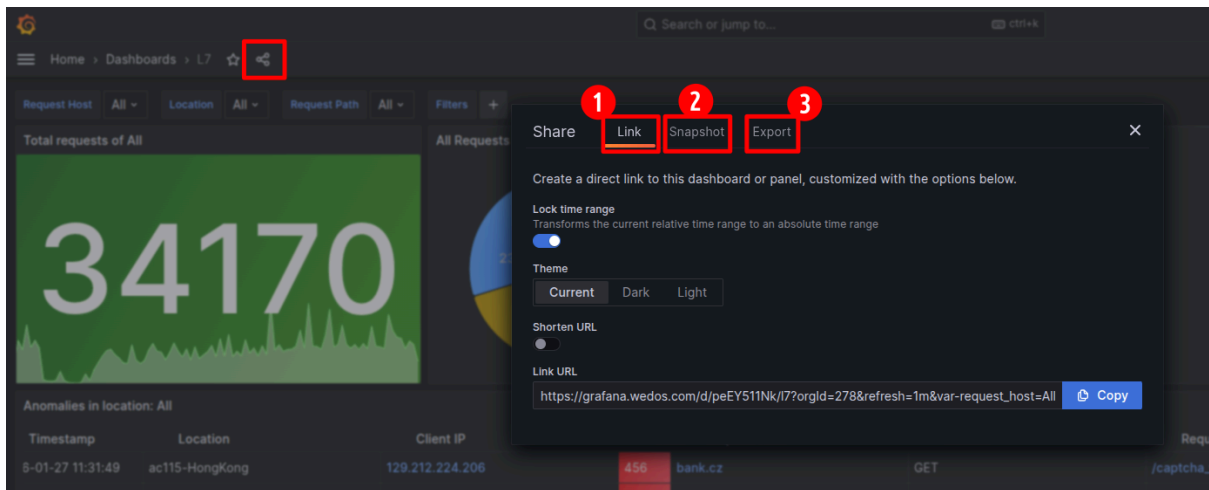 Search or jump to... ctrl+k
Home › Dashboards › L7
Request Host All Location All Request Path All Filters +
1 2 3
Total requests of All
All Requests
Share Link Snapshot Export
34170
Create a direct link to this dashboard or panel, customized with the options below.
Lock time range
Transforms the current relative time range to an absolute time range
Theme
Current Dark Light
Shorten URL
Link URL
https://grafana.wedos.com/d/peEY511Nk/l7?orgId=278&refresh=1m&var-request_host=All Copy
Anomalies in location: All
Timestamp Location Client IP Requ
6-01-27 11:31:49 ac115-HongKong 129.212.224.206 456 bank.cz GET /captcha_